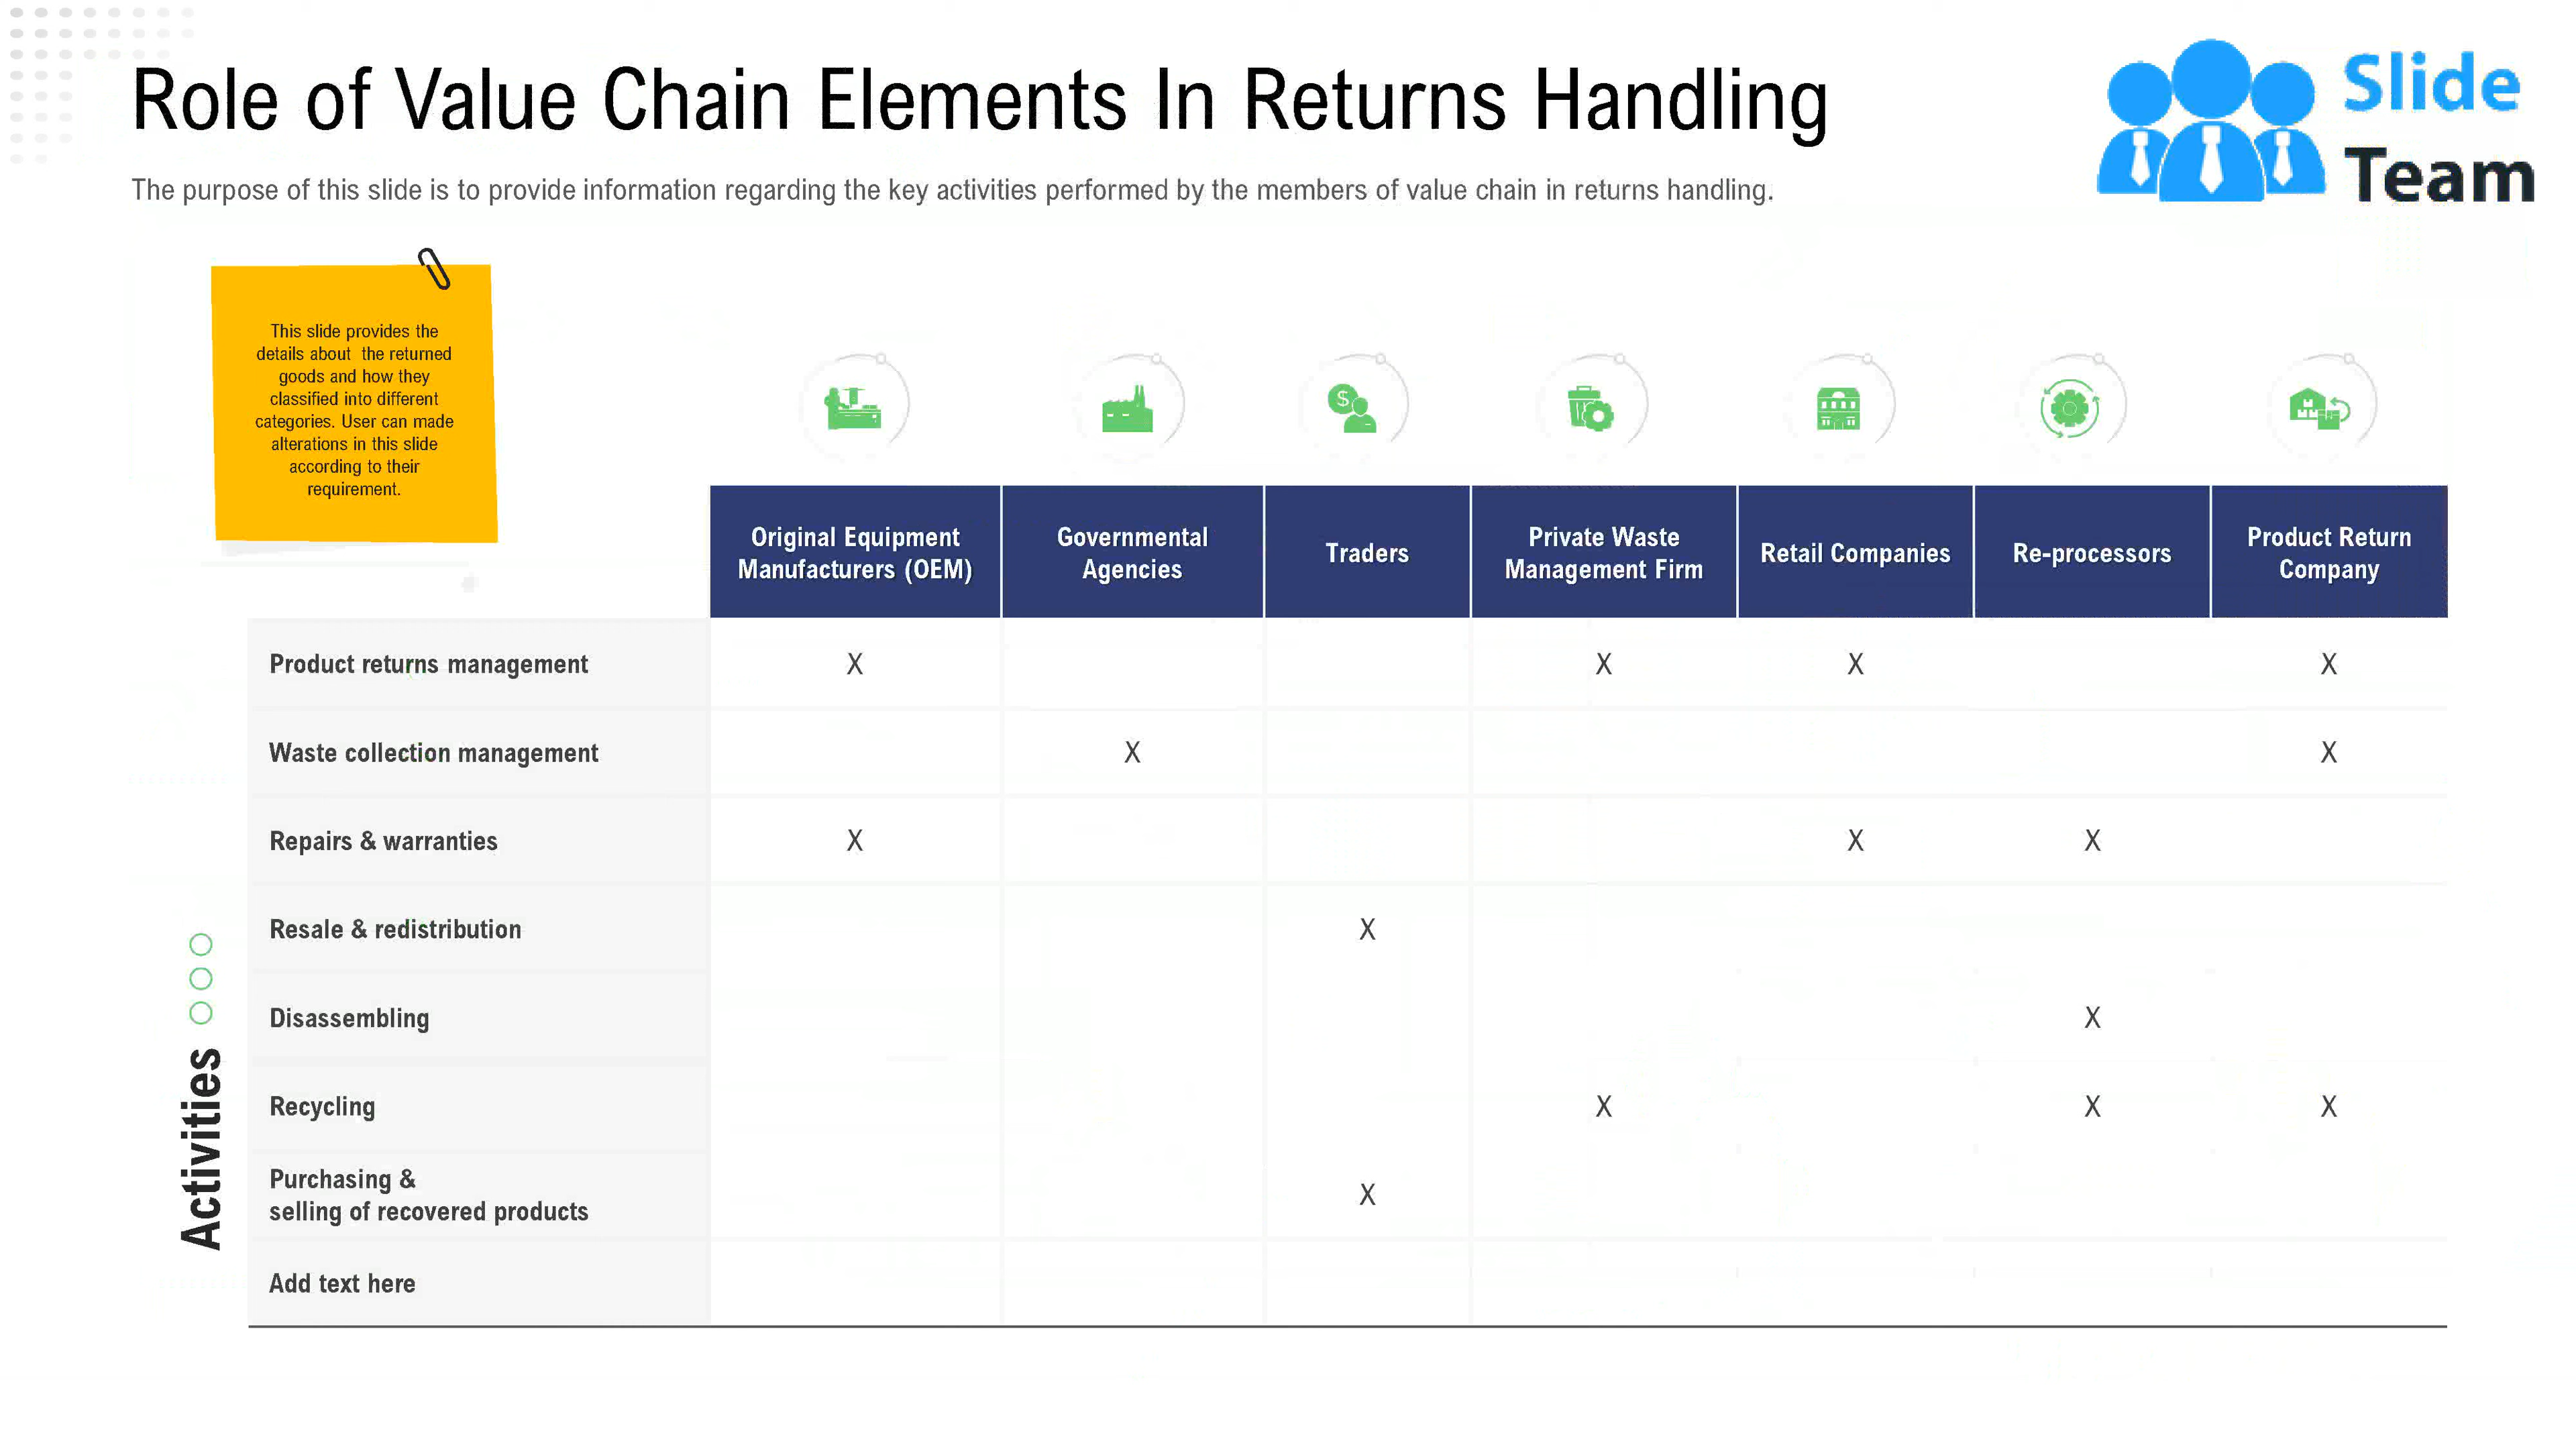 Role of Value Chain Elements In Returns Handling
Slide
Team
The purpose of this slide is to provide information regarding the key activities performed by the members of value chain in returns handling.
This slide provides the
details about the returned
goods and how they
classified into different
categories. User can made
alterations in this slide
according to their
requirement.
Original Equipment
Manufacturers (OEM)
Governmental
Agencies
Traders
Private Waste
Management Firm
Retail Companies
Re-processors
Product Return
Company
Activities
Product returns management X X X X
Waste collection management X X
Repairs & warranties X X X
Resale & redistribution X
Disassembling X
Recycling X X X
Purchasing &
selling of recovered products X
Add text here